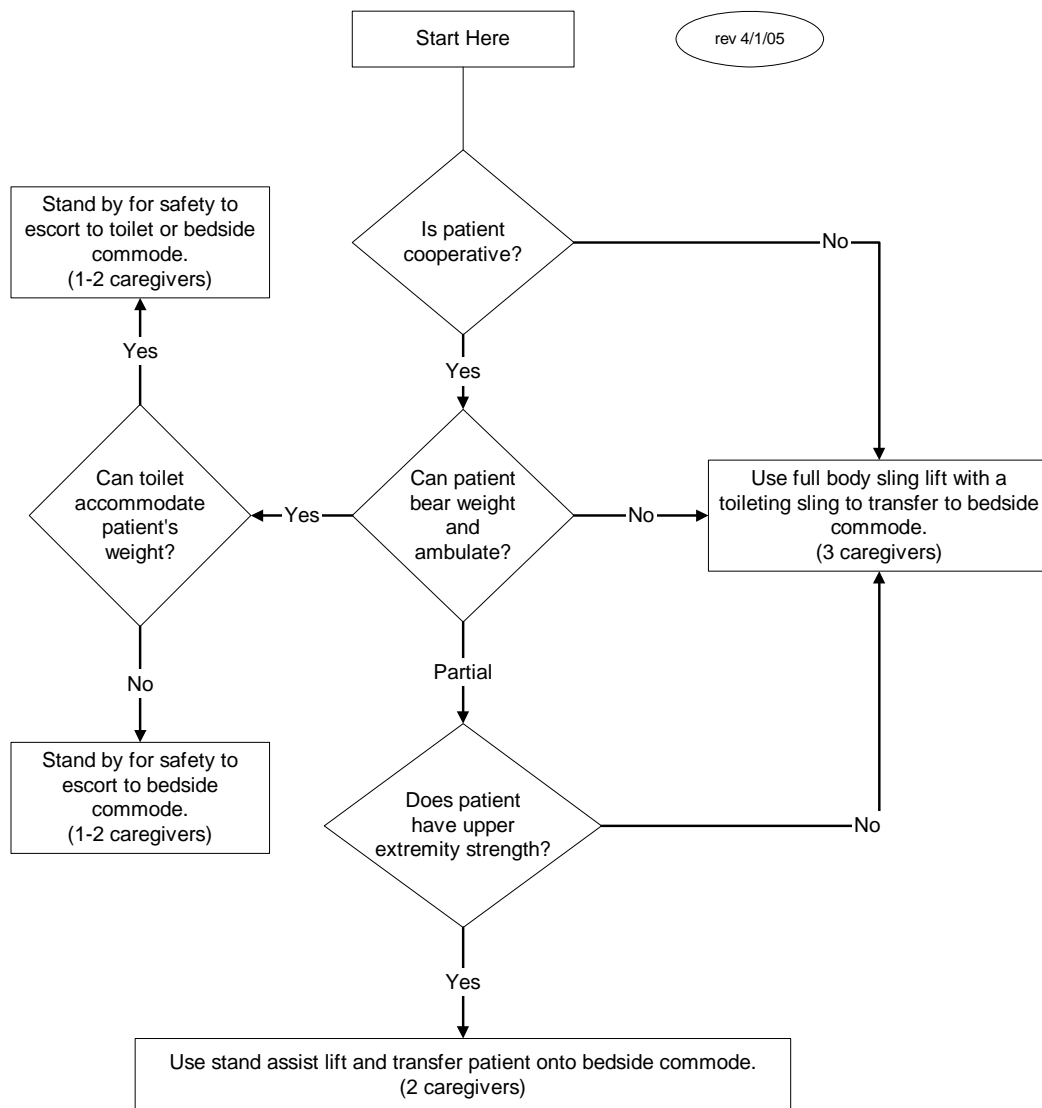 Start Here
rev 4/1/05
Is patient
cooperative?
No
Yes
Stand by for safety to
escort to toilet or bedside
commode.
(1-2 caregivers)
Yes
Can toilet
accommodate
patient's
weight?
Yes
Can patient
bear weight
and
ambulate?
No
Use full body sling lift with a
toileting sling to transfer to bedside
commode.
(3 caregivers)
No
Partial
Stand by for safety to
escort to bedside
commode.
(1-2 caregivers)
Does patient
have upper
extremity strength?
No
Yes
Use stand assist lift and transfer patient onto bedside commode.
(2 caregivers)